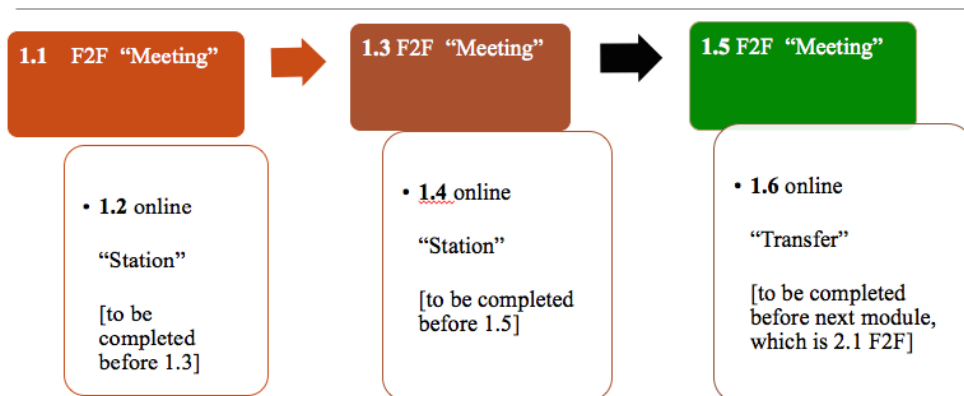 1.1 F2F “Meeting”
• 1.2 online
“Station”
[to be
completed
before 1.3]
1.3 F2F “Meeting”
• 1.4 online
“Station”
[to be completed
before 1.5]
1.5 F2F “Meeting”
• 1.6 online
“Transfer”
[to be completed
before next module,
which is 2.1 F2F]